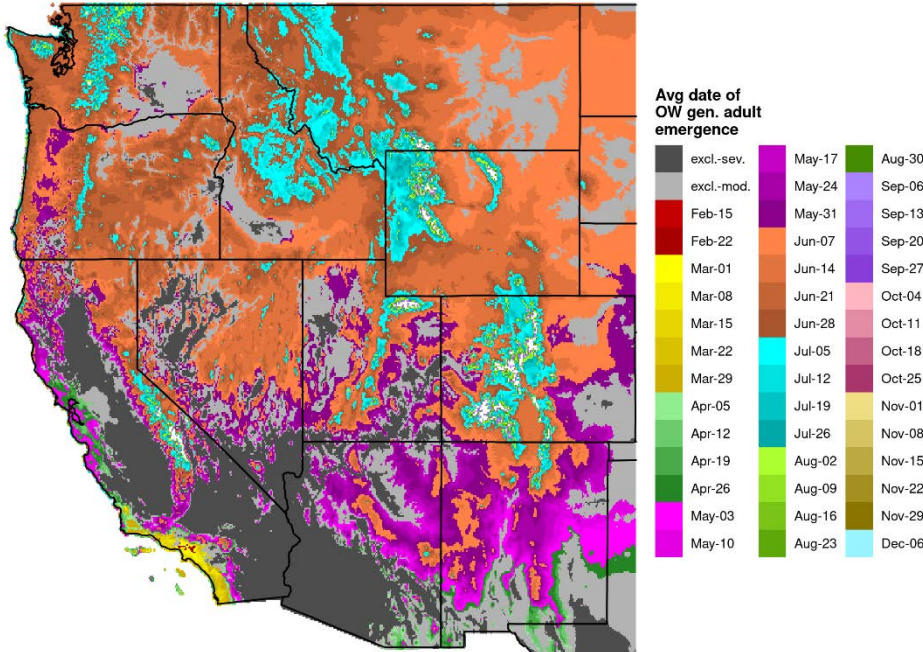 Avg date of
OW gen. adult
emergence
excl.-sev.
excl.-mod.
Feb-15
Feb-22
Mar-01
Mar-08
Mar-15
Mar-22
Mar-29
Apr-05
Apr-12
Apr-19
Apr-26
May-03
May-10
May-17
May-24
May-31
Jun-07
Jun-14
Jun-21
Jun-28
Jul-05
Jul-12
Jul-19
Jul-26
Aug-02
Aug-09
Aug-16
Aug-23
Aug-30
Sep-06
Sep-13
Sep-20
Sep-27
Oct-04
Oct-11
Oct-18
Oct-25
Nov-01
Nov-08
Nov-15
Nov-22
Nov-29
Dec-06